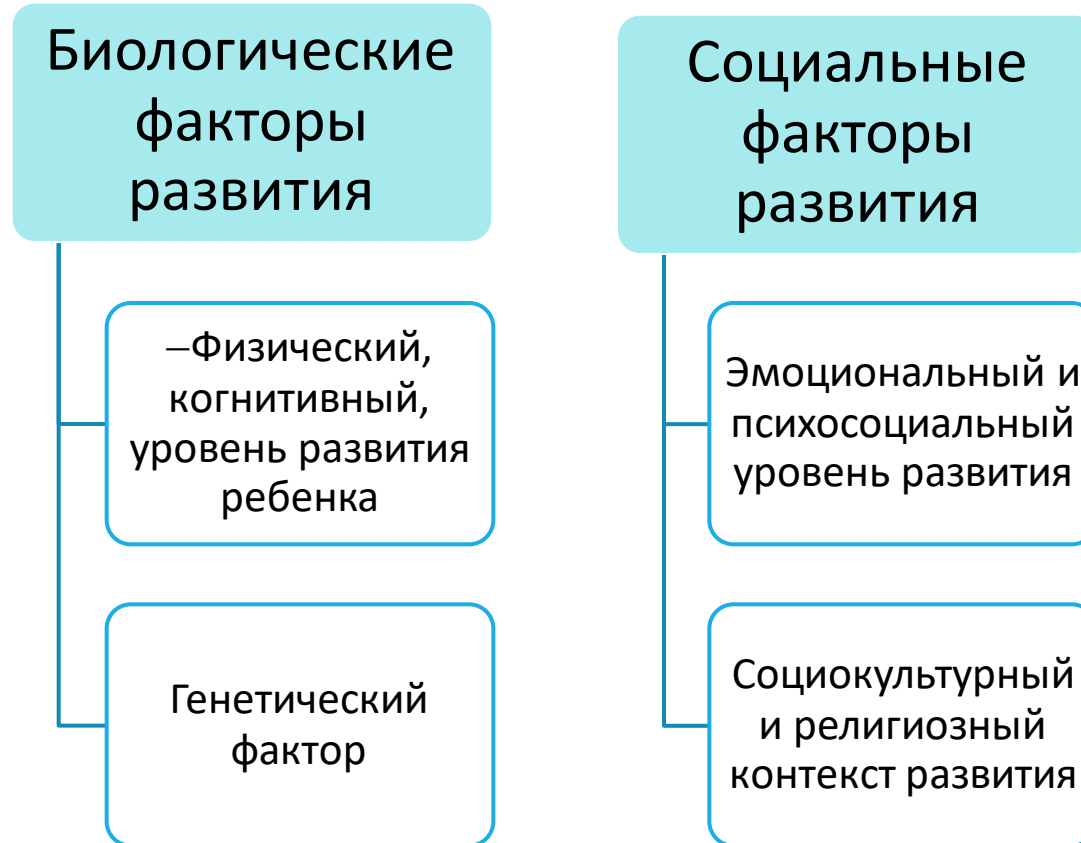 Биологические
факторы
развития
–Физический,
когнитивный,
уровень развития
ребенка
Генетический
фактор
Социальные
факторы
развития
Эмоциональный и
психосоциальный
уровень развития
Социокультурный
и религиозный
контекст развития